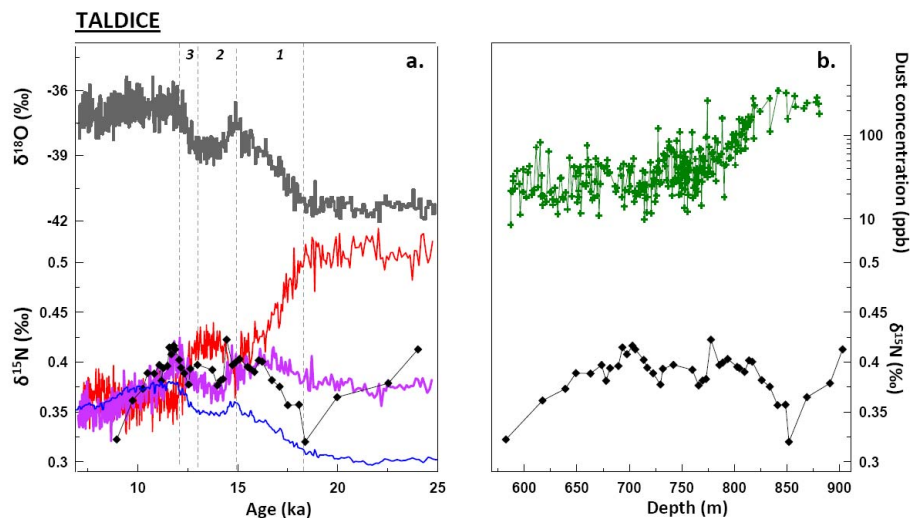 TALDICE
3 2 1
a.
b.
δ18O (‰)
-36
-39
-42
0.5
0.45
0.4
0.35
0.3
δ15N (‰)
10 15 20 25
Age (ka)
100
10
Dust concentration (ppb)
0.5
0.45
0.4
0.35
0.3
δ15N (‰)
600 650 700 750 800 850 900
Depth (m)